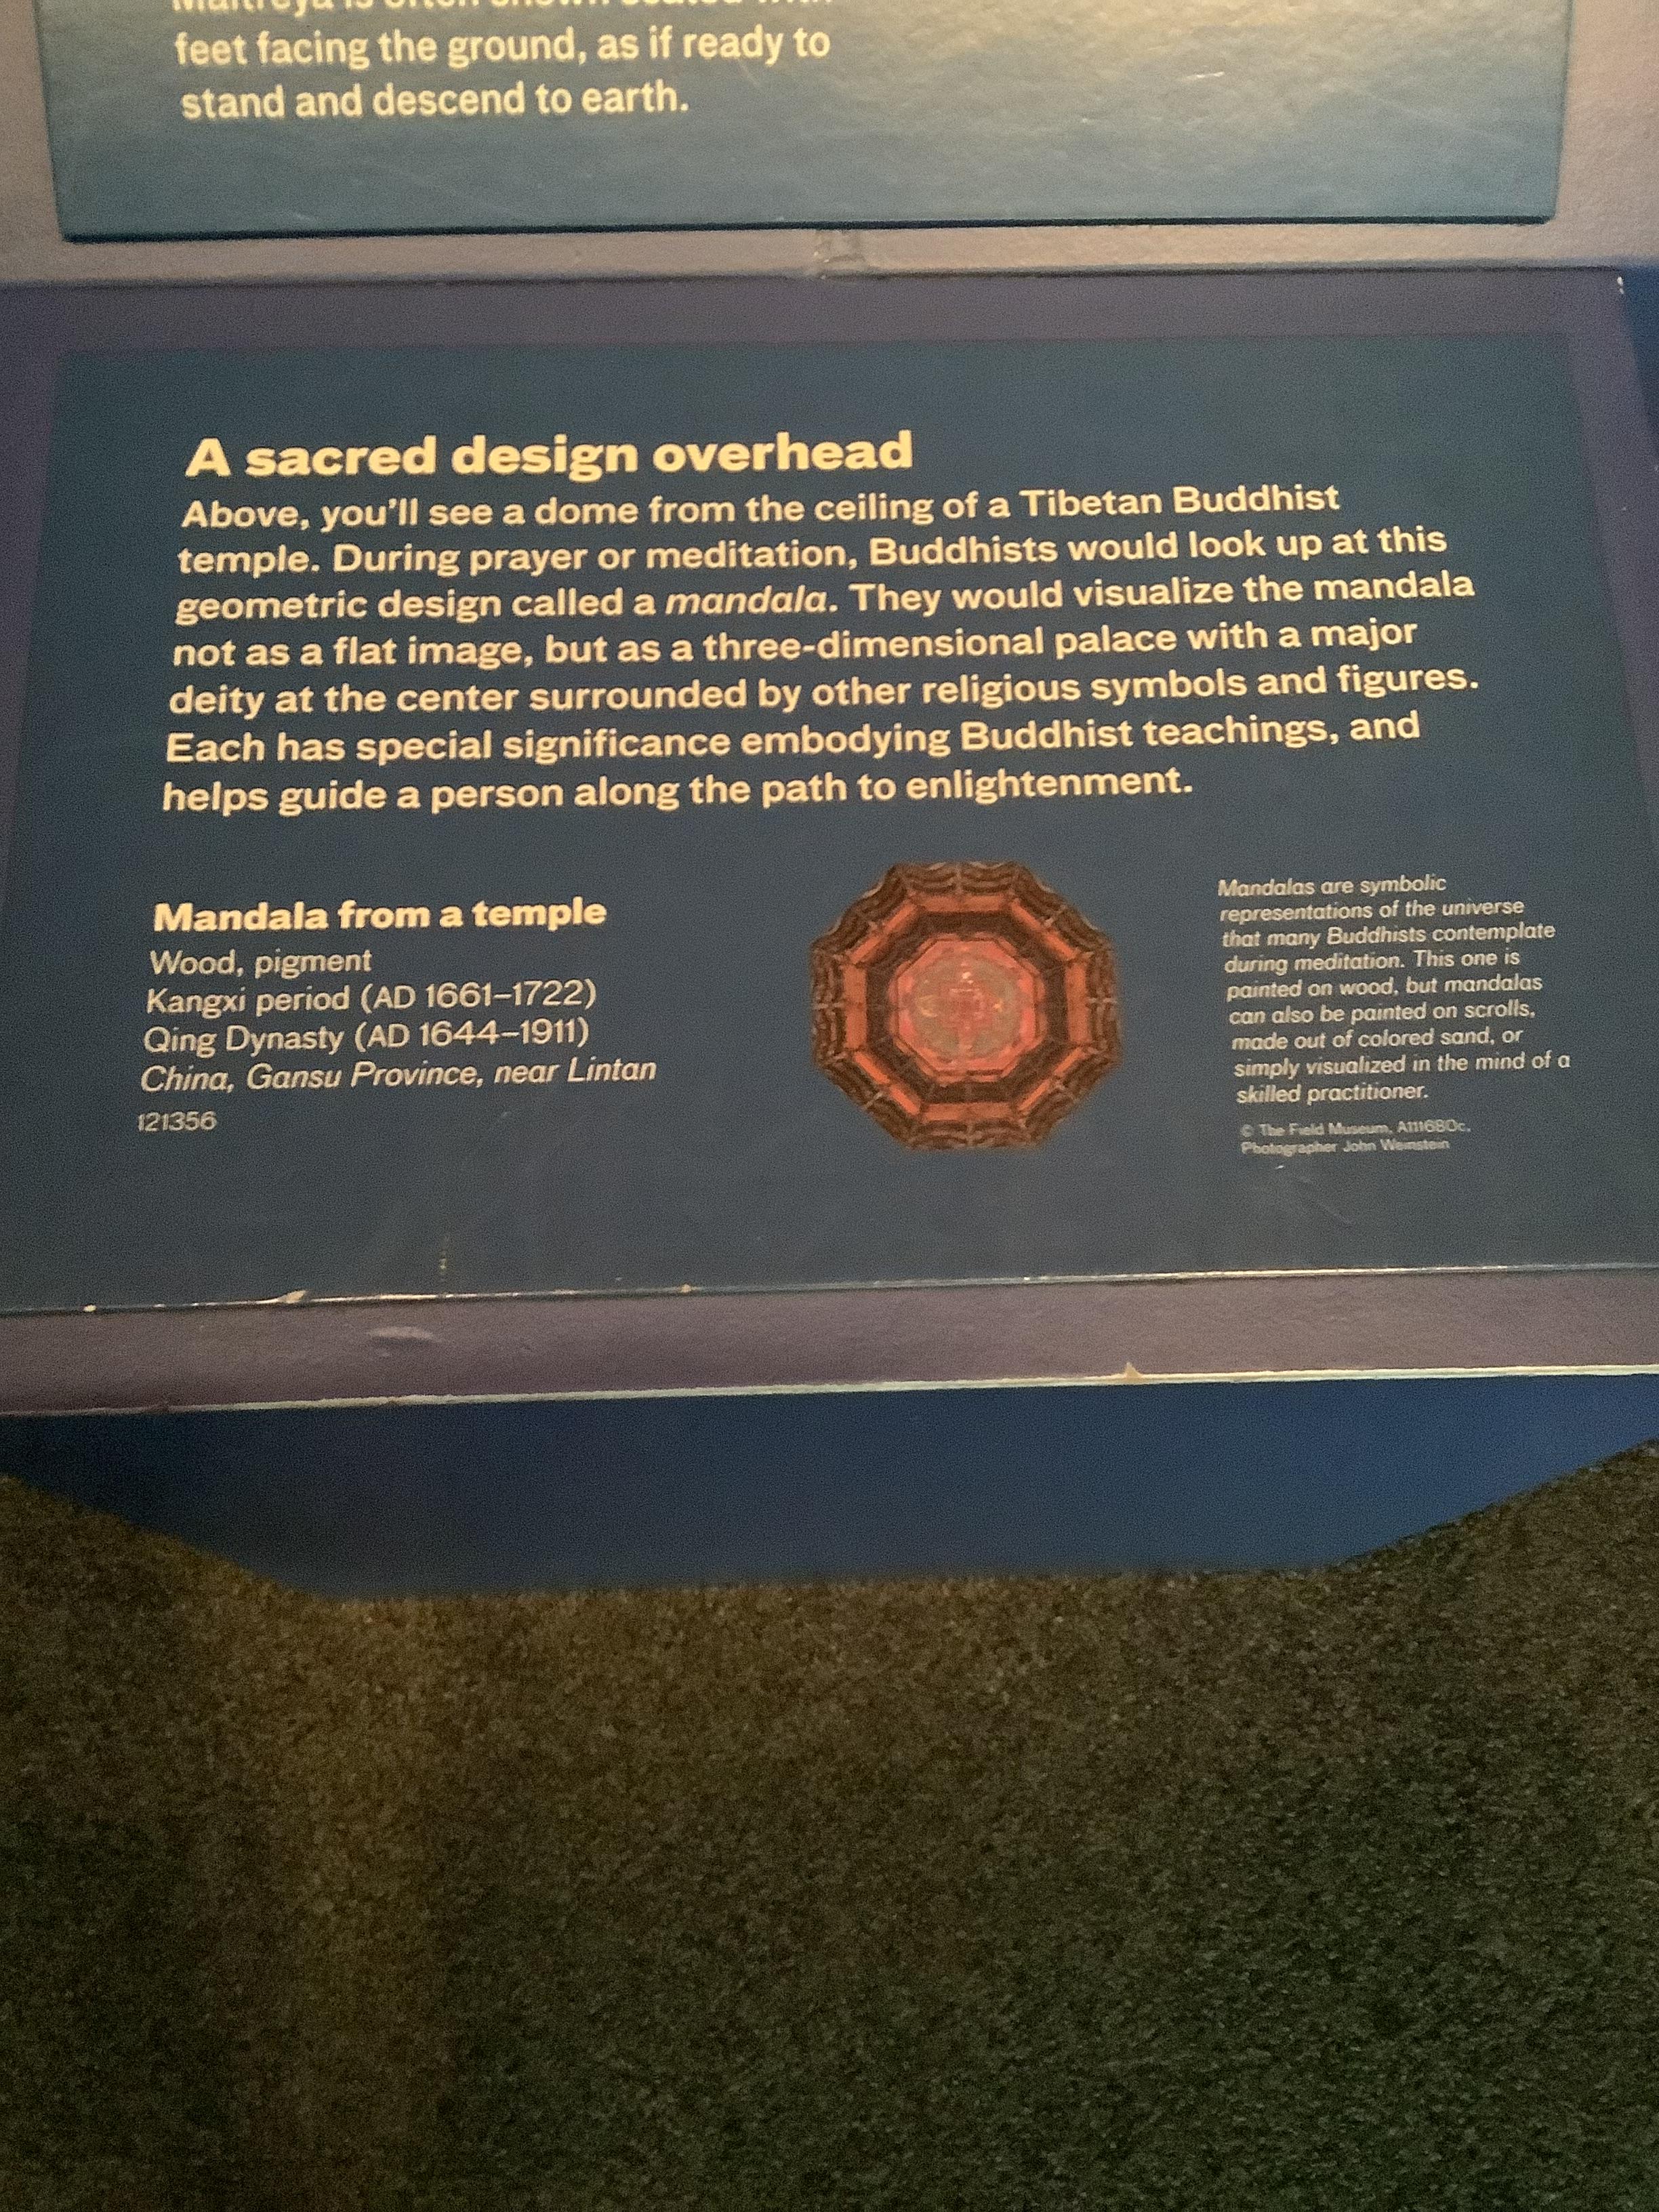 Maitreya is often shown seated with
feet facing the ground, as if ready to
stand and descend to earth.
A sacred design overhead
Above, you'll see a dome from the ceiling of a Tibetan Buddhist
temple. During prayer or meditation, Buddhists would look up at this
geometric design called a mandala. They would visualize the mandala
not as a flat image, but as a three-dimensional palace with a major
deity at the center surrounded by other religious symbols and figures.
Each has special significance embodying Buddhist teachings, and
helps guide a person along the path to enlightenment.
Mandala from a temple
Wood, pigment
Kangxi period (AD 1661–1722)
Qing Dynasty (AD 1644–1911)
China, Gansu Province, near Lintan
121356
Mandalas are symbolic
representations of the universe
that many Buddhists contemplate
during meditation. This one is
painted on wood, but mandalas
can also be painted on scrolls,
made out of colored sand, or
simply visualized in the mind of a
skilled practitioner.
© The Field Museum, A111680c,
Photographer John Weinstein